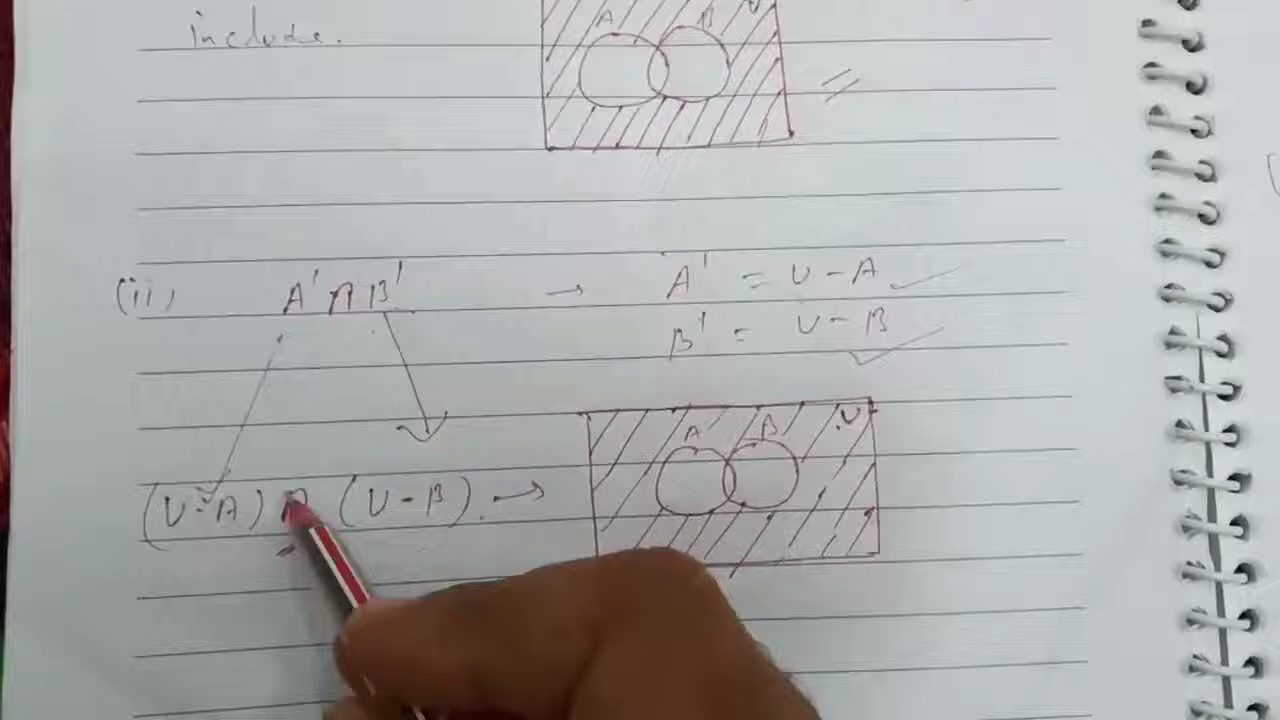 A B U
include.
(ii) A' ∩ B' → A' = U - A
B' = U - B
A B U
(U - A) ∩ (U - B) →